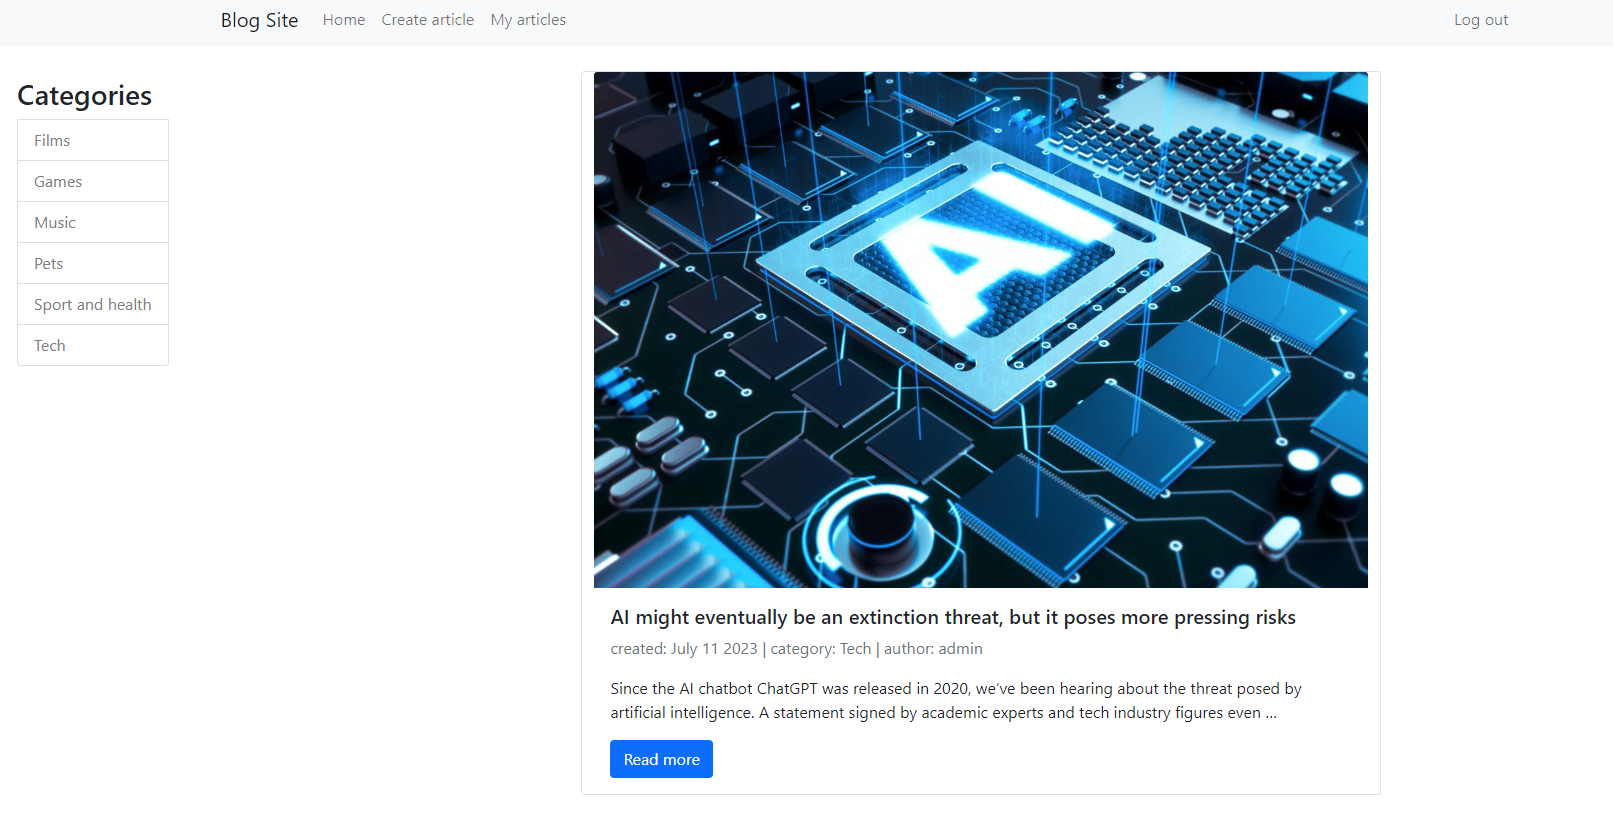 Blog Site Home Create article My articles Log out
Categories
Films
Games
Music
Pets
Sport and health
Tech
AI
AI might eventually be an extinction threat, but it poses more pressing risks
created: July 11 2023 | category: Tech | author: admin
Since the AI chatbot ChatGPT was released in 2020, we’ve been hearing about the threat posed by
artificial intelligence. A statement signed by academic experts and tech industry figures even ...
Read more